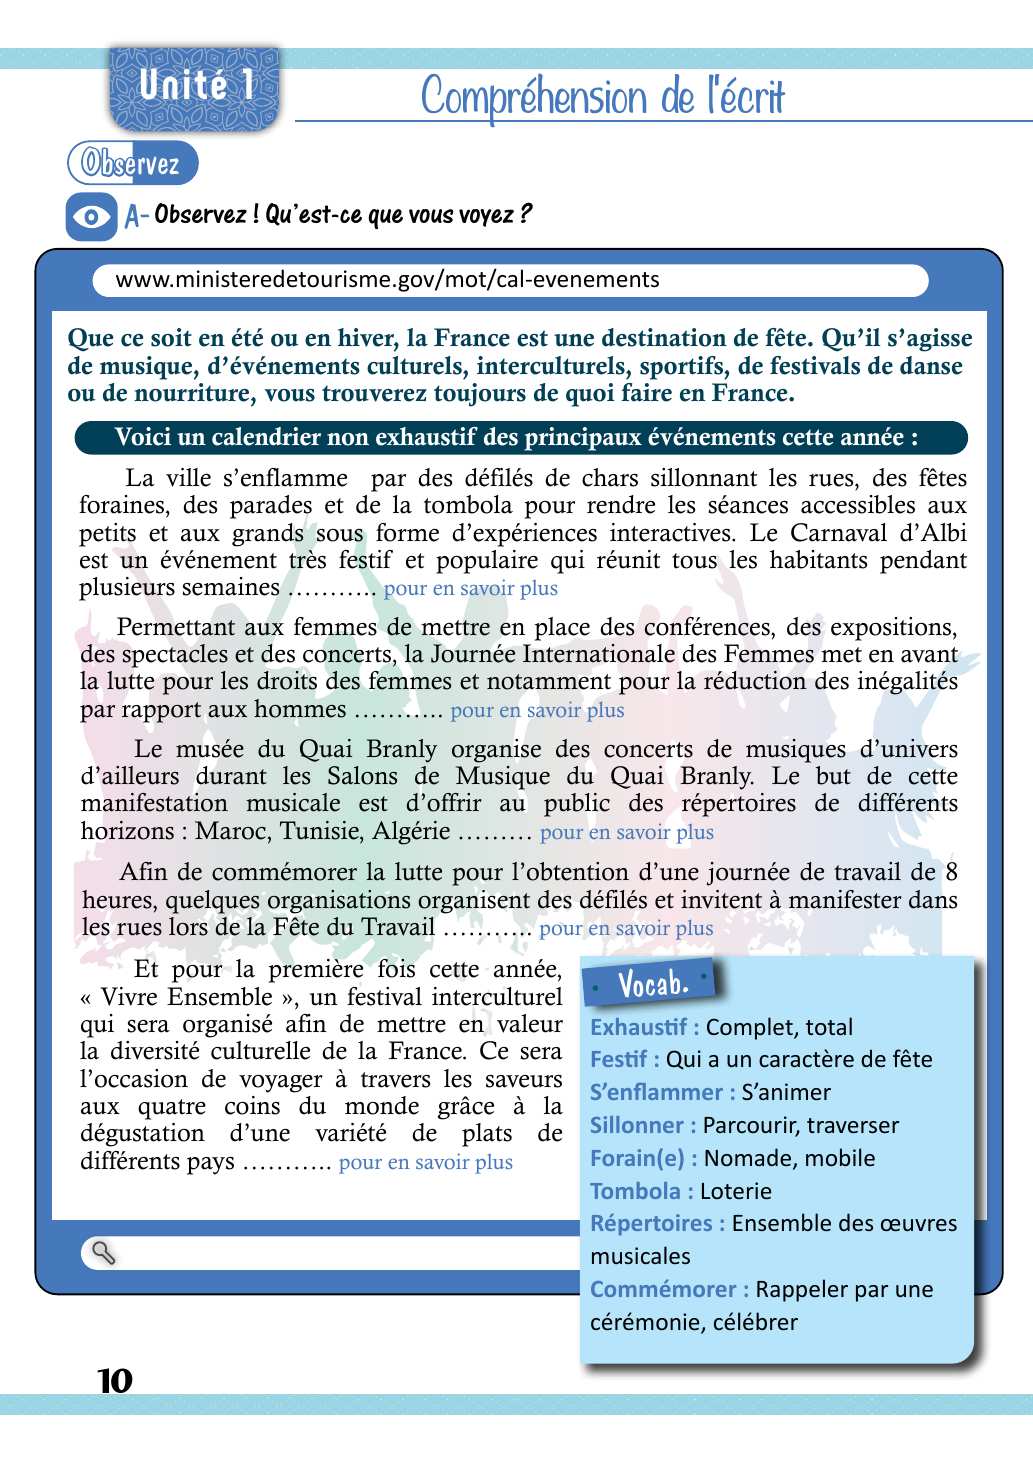 Unité 1
Compréhension de l'écrit
Observez
A- Observez ! Qu'est-ce que vous voyez ?
www.ministeredetourisme.gov/mot/cal-evenements
Que ce soit en été ou en hiver, la France est une destination de fête. Qu'il s'agisse
de musique, d'événements culturels, interculturels, sportifs, de festivals de danse
ou de nourriture, vous trouverez toujours de quoi faire en France.
Voici un calendrier non exhaustif des principaux événements cette année :
La ville s'enflamme par des défilés de chars sillonnant les rues, des fêtes
foraines, des parades et de la tombola pour rendre les séances accessibles aux
petits et aux grands sous forme d'expériences interactives. Le Carnaval d'Albi
est un événement très festif et populaire qui réunit tous les habitants pendant
plusieurs semaines ……….. pour en savoir plus
Permettant aux femmes de mettre en place des conférences, des expositions,
des spectacles et des concerts, la Journée Internationale des Femmes met en avant
la lutte pour les droits des femmes et notamment pour la réduction des inégalités
par rapport aux hommes ……….. pour en savoir plus
Le musée du Quai Branly organise des concerts de musiques d'univers
d'ailleurs durant les Salons de Musique du Quai Branly. Le but de cette
manifestation musicale est d'offrir au public des répertoires de différents
horizons : Maroc, Tunisie, Algérie ……… pour en savoir plus
Afin de commémorer la lutte pour l'obtention d'une journée de travail de 8
heures, quelques organisations organisent des défilés et invitent à manifester dans
les rues lors de la Fête du Travail ……….. pour en savoir plus
Et pour la première fois cette année,
« Vivre Ensemble », un festival interculturel
qui sera organisé afin de mettre en valeur
la diversité culturelle de la France. Ce sera
l'occasion de voyager à travers les saveurs
aux quatre coins du monde grâce à la
dégustation d'une variété de plats de
différents pays ……….. pour en savoir plus
Vocab.
Exhaustif : Complet, total
Festif : Qui a un caractère de fête
S'enflammer : S'animer
Sillonner : Parcourir, traverser
Forain(e) : Nomade, mobile
Tombola : Loterie
Répertoires : Ensemble des œuvres
musicales
Commémorer : Rappeler par une
cérémonie, célébrer
10